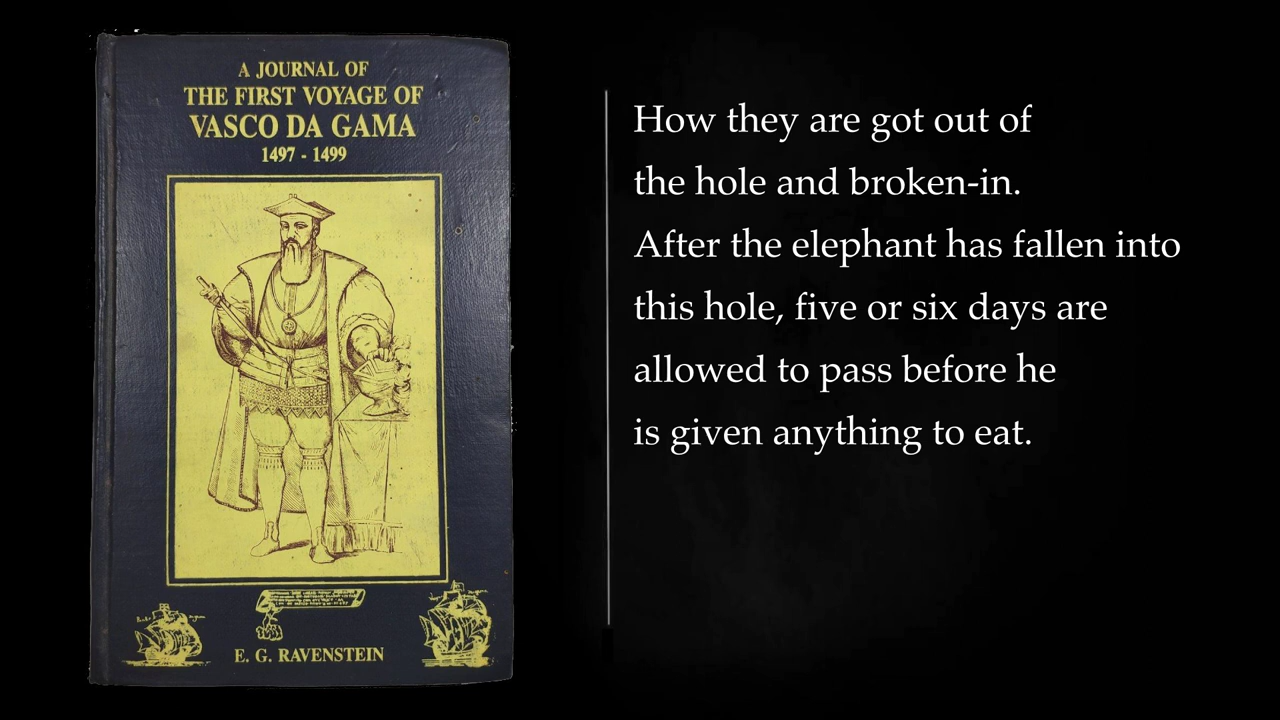 A JOURNAL OF
THE FIRST VOYAGE OF
VASCO DA GAMA
1497 - 1499
E. G. RAVENSTEIN
How they are got out of
the hole and broken-in.
After the elephant has fallen into
this hole, five or six days are
allowed to pass before he
is given anything to eat.